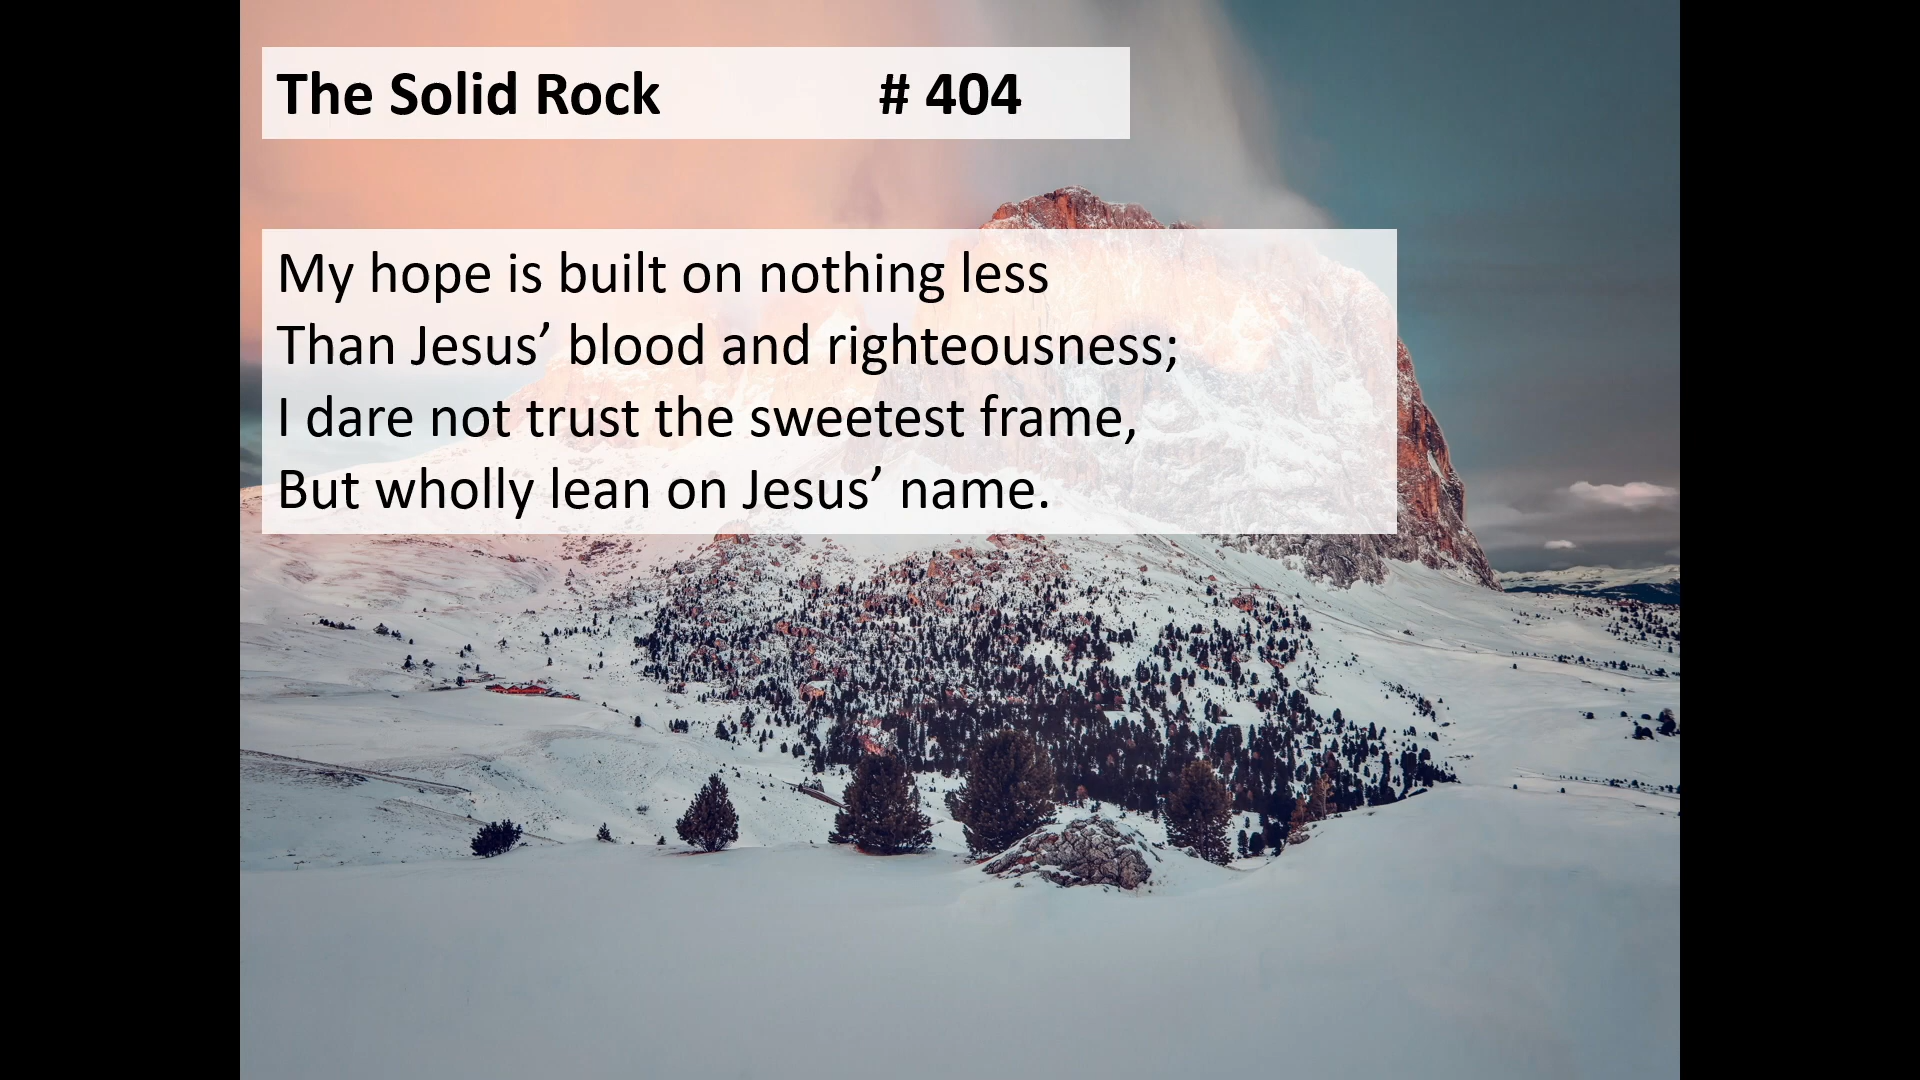 The Solid Rock # 404
My hope is built on nothing less
Than Jesus’ blood and righteousness;
I dare not trust the sweetest frame,
But wholly lean on Jesus’ name.